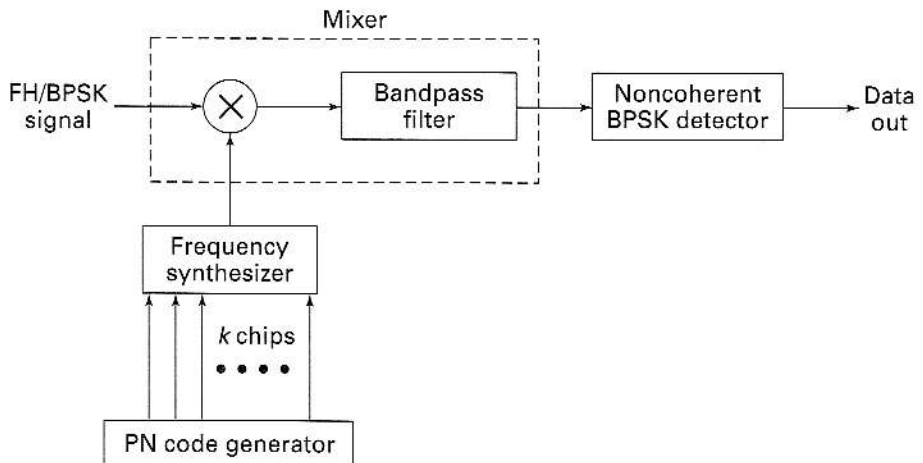 Mixer
FH/BPSK
signal
Bandpass
filter
Noncoherent
BPSK detector
Data
out
Frequency
synthesizer
k chips
PN code generator